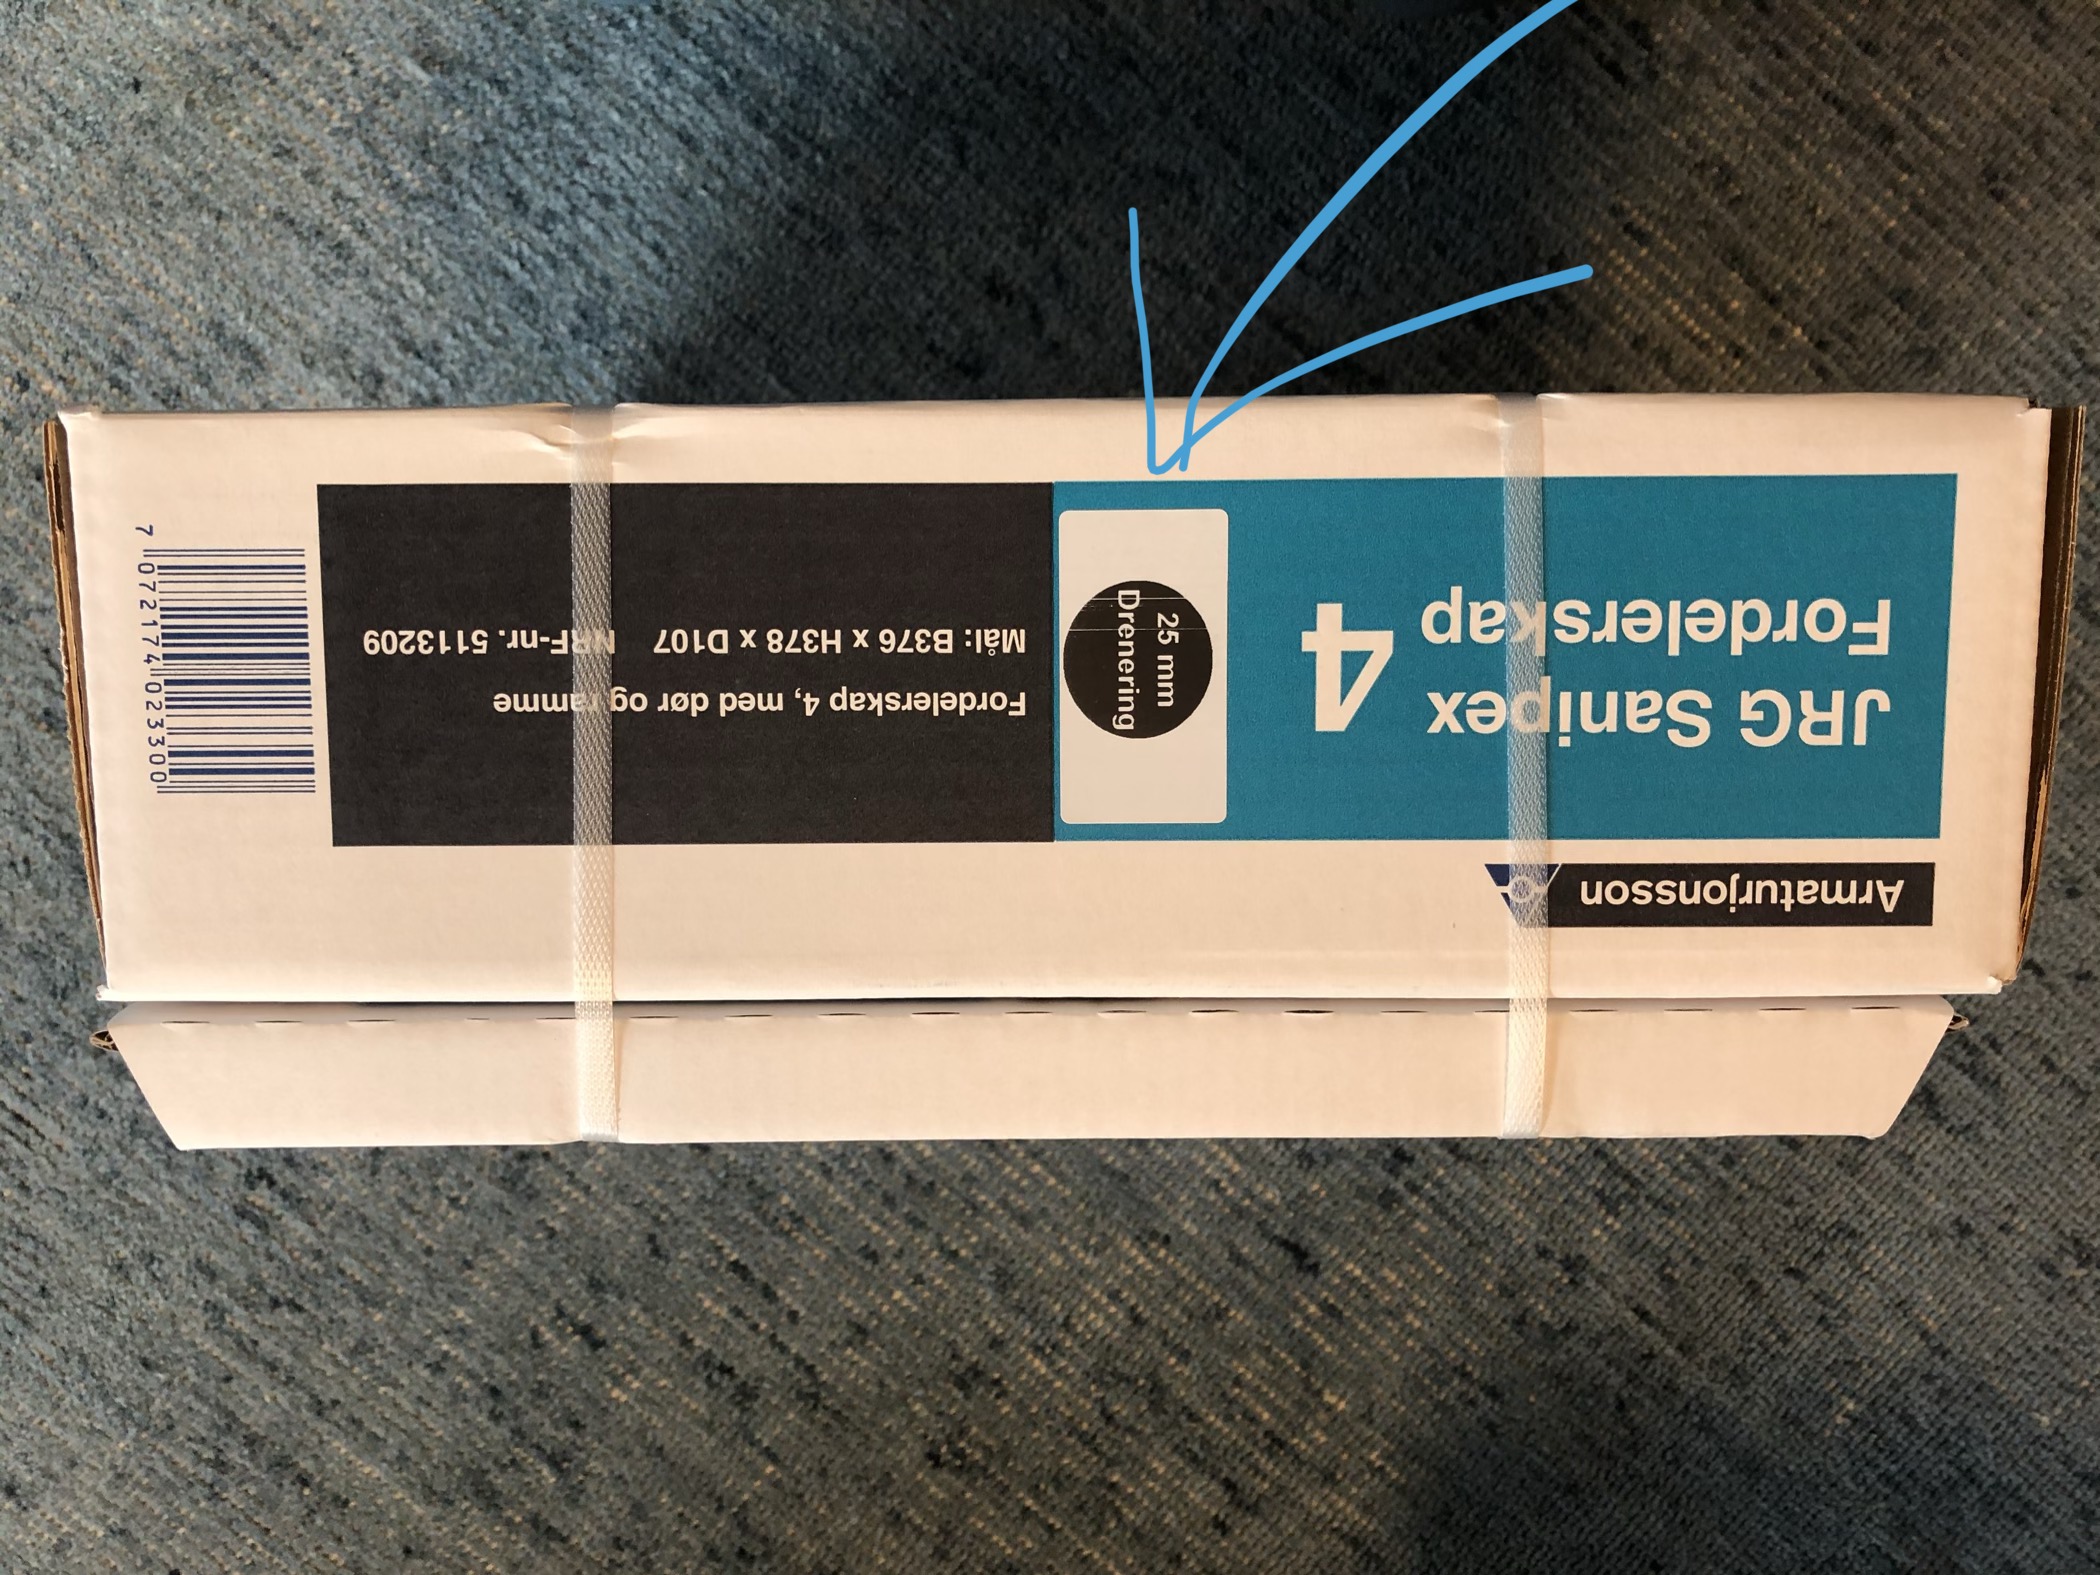 Armaturjonsson
JRG Sanipex
Fordelerskap
4
25 mm
Drenering
Fordelerskap 4, med dør og ramme
Mål: B376 x H378 x D107 NRF-nr. 5113209
7 072174 023300